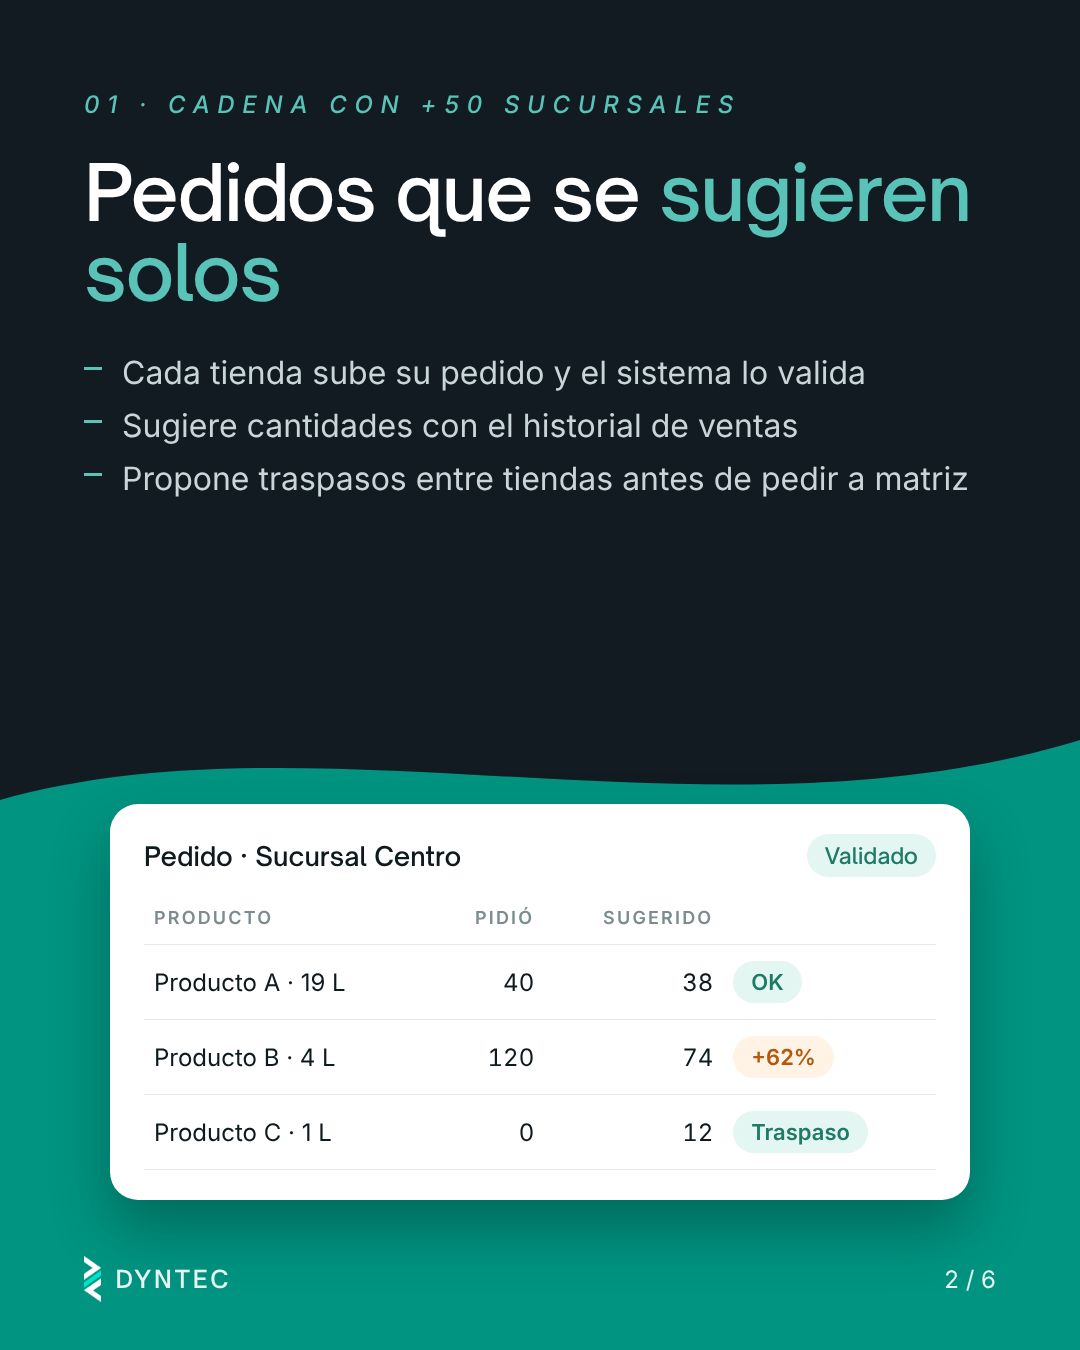 01 · CADENA CON +50 SUCURSALES
Pedidos que se sugieren
solos
– Cada tienda sube su pedido y el sistema lo valida
– Sugiere cantidades con el historial de ventas
– Propone traspasos entre tiendas antes de pedir a matriz
Pedido · Sucursal Centro Validado
PRODUCTO PIDIÓ SUGERIDO
Producto A · 19 L 40 38 OK
Producto B · 4 L 120 74 +62%
Producto C · 1 L 0 12 Traspaso
DYNTEC 2 / 6